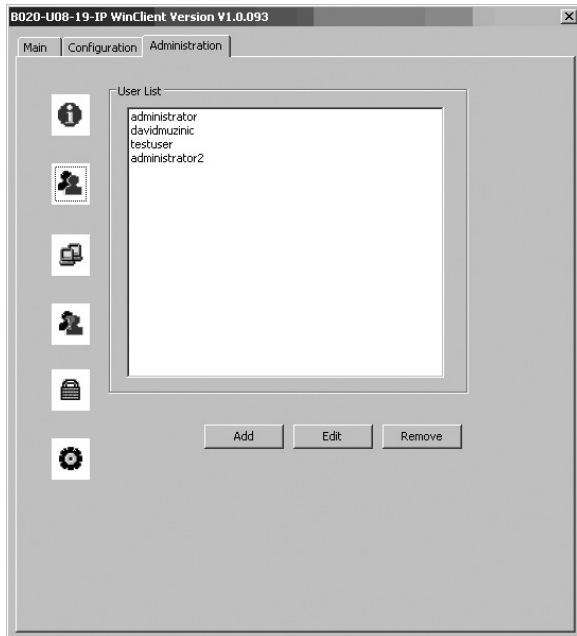 B020-U08-19-IP WinClient Version V1.0.093
Main Configuration Administration
User List
administrator
davidmuzinic
testuser
administrator2
Add Edit Remove